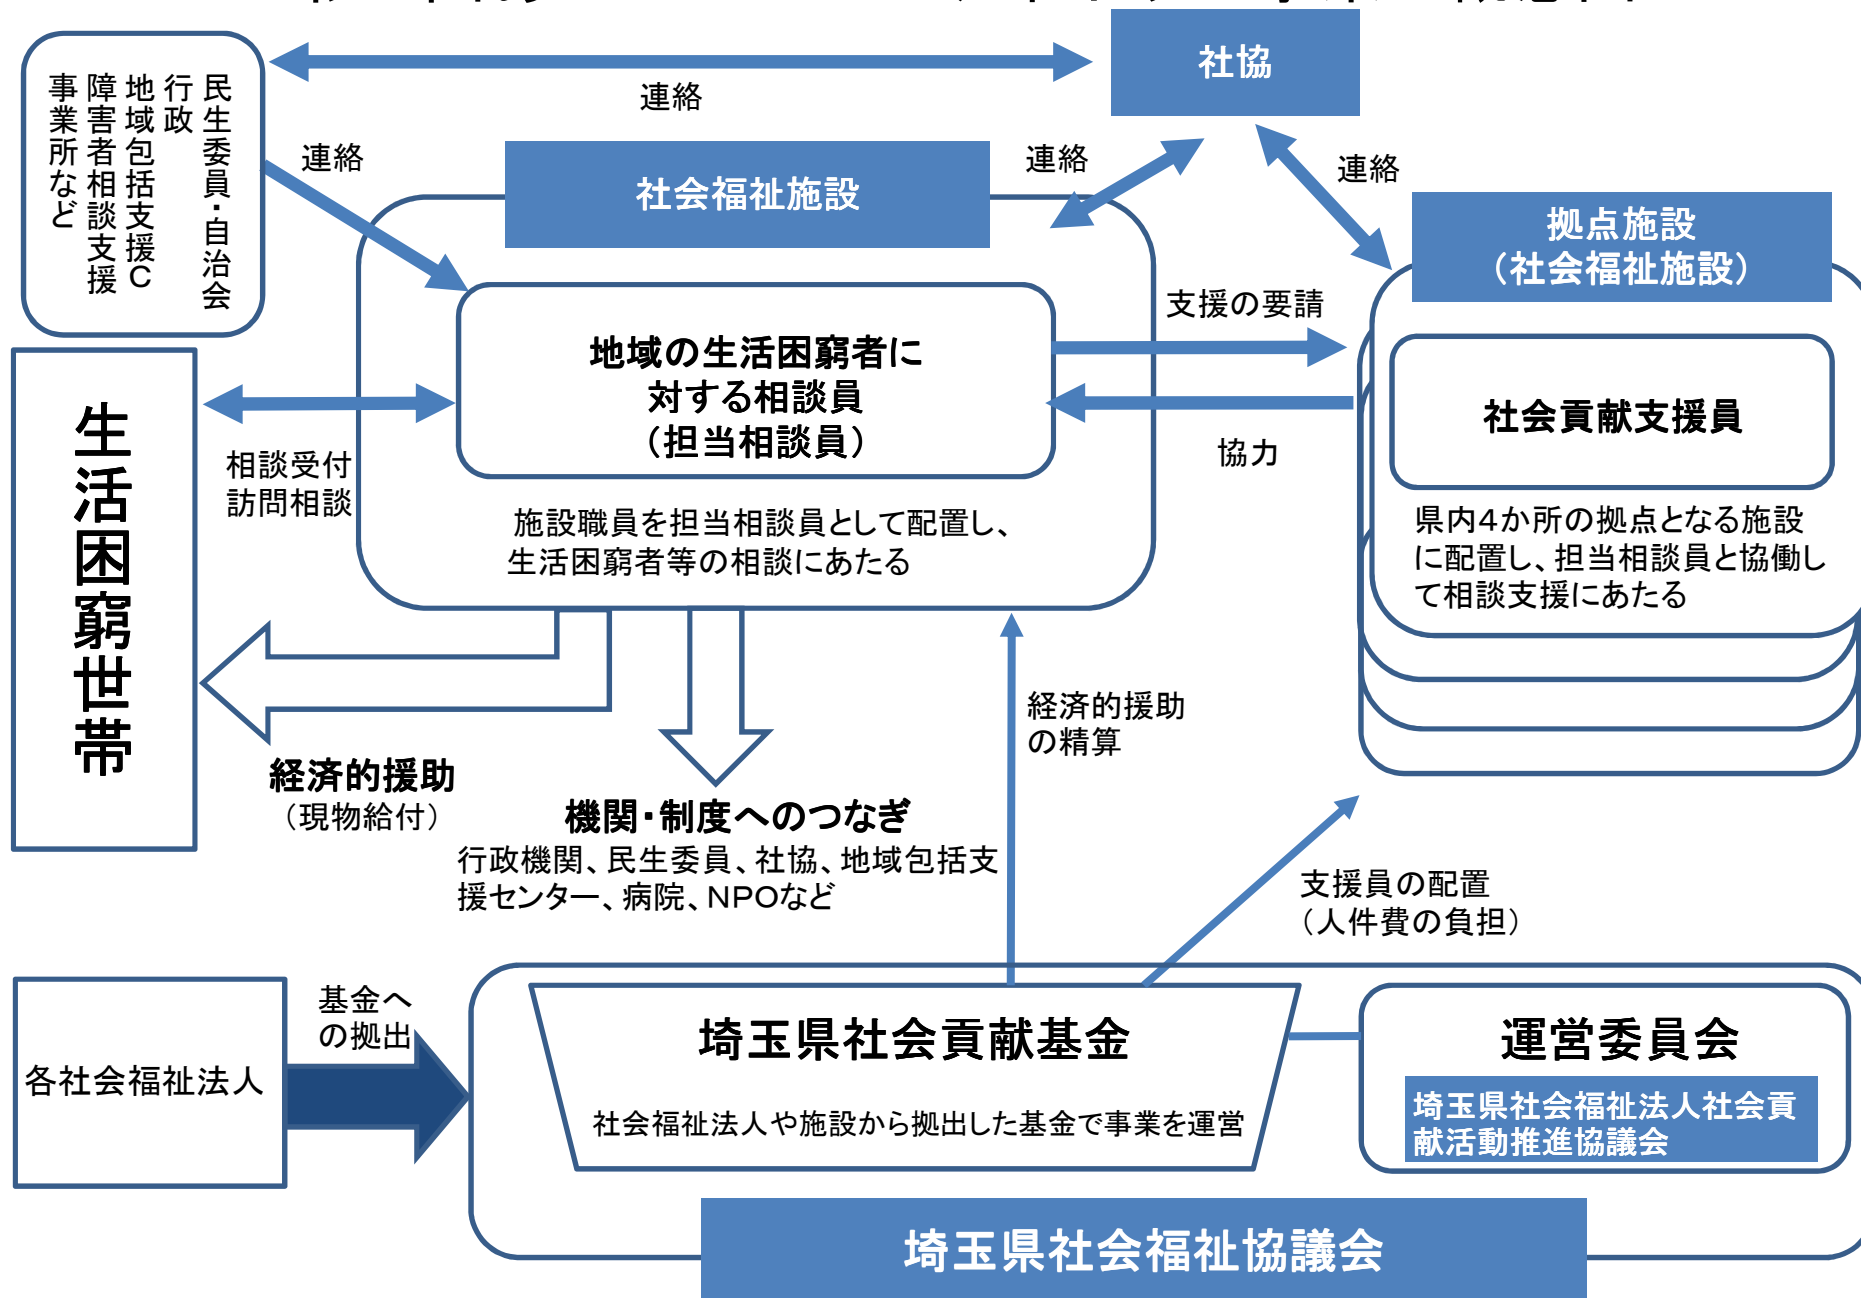 社協
連絡
民生委員・自治会
行政
地域包括支援C
障害者相談支援
事業所など
連絡
連絡
連絡
社会福祉施設
拠点施設
（社会福祉施設）
支援の要請
地域の生活困窮者に
対する相談員
（担当相談員）
社会貢献支援員
生活困窮世帯
協力
相談受付
訪問相談
施設職員を担当相談員として配置し、
生活困窮者等の相談にあたる
県内4か所の拠点となる施設
に配置し、担当相談員と協働し
て相談支援にあたる
経済的援助
の精算
経済的援助
（現物給付）
機関・制度へのつなぎ
行政機関、民生委員、社協、地域包括支
援センター、病院、NPOなど
支援員の配置
（人件費の負担）
基金へ
の拠出
各社会福祉法人
埼玉県社会貢献基金
社会福祉法人や施設から拠出した基金で事業を運営
運営委員会
埼玉県社会福祉法人社会貢
献活動推進協議会
埼玉県社会福祉協議会